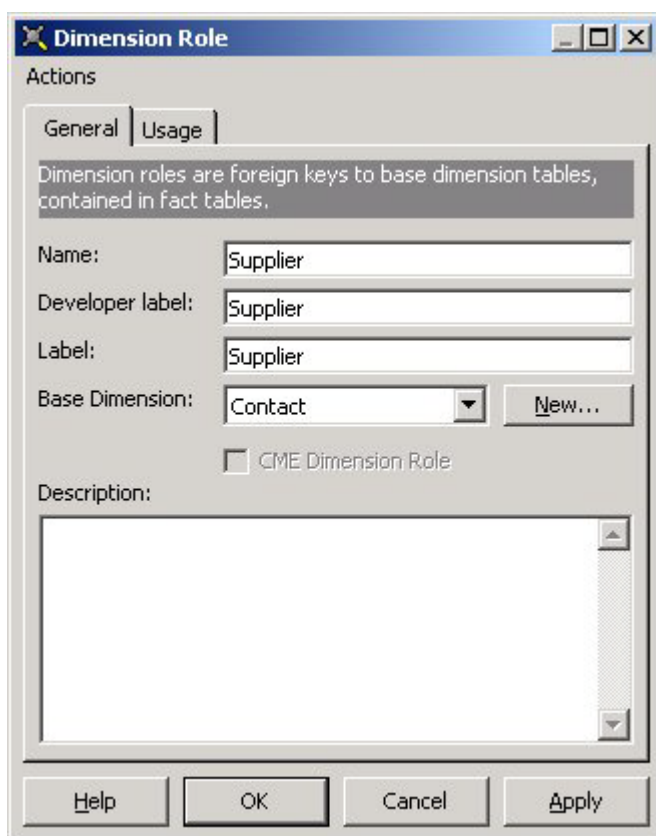 Dimension Role
Actions
General Usage
Dimension roles are foreign keys to base dimension tables,
contained in fact tables.
Name: Supplier
Developer label: Supplier
Label: Supplier
Base Dimension: Contact New...
CME Dimension Role
Description:
Help OK Cancel Apply